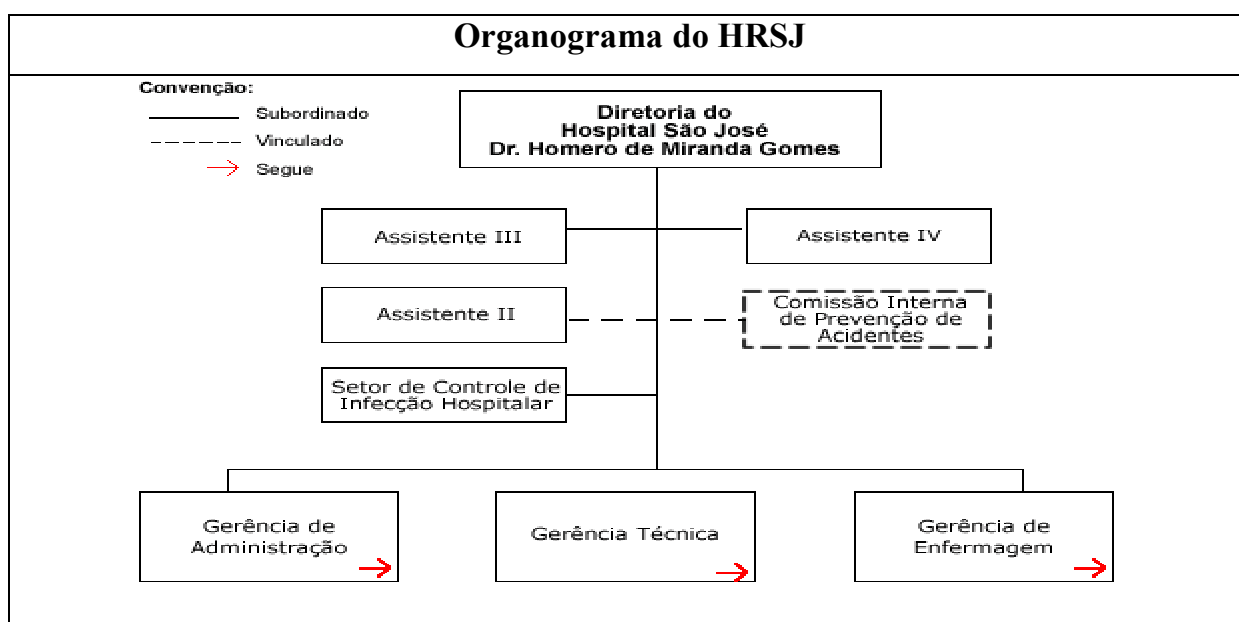 Organograma do HRSJ
Convenção:
Subordinado
Vinculado
Segue
Diretoria do
Hospital São José
Dr. Homero de Miranda Gomes
Assistente III
Assistente IV
Assistente II
Comissão Interna
de Prevenção de
Acidentes
Setor de Controle de
Infecção Hospitalar
Gerência de
Administração
Gerência Técnica
Gerência de
Enfermagem